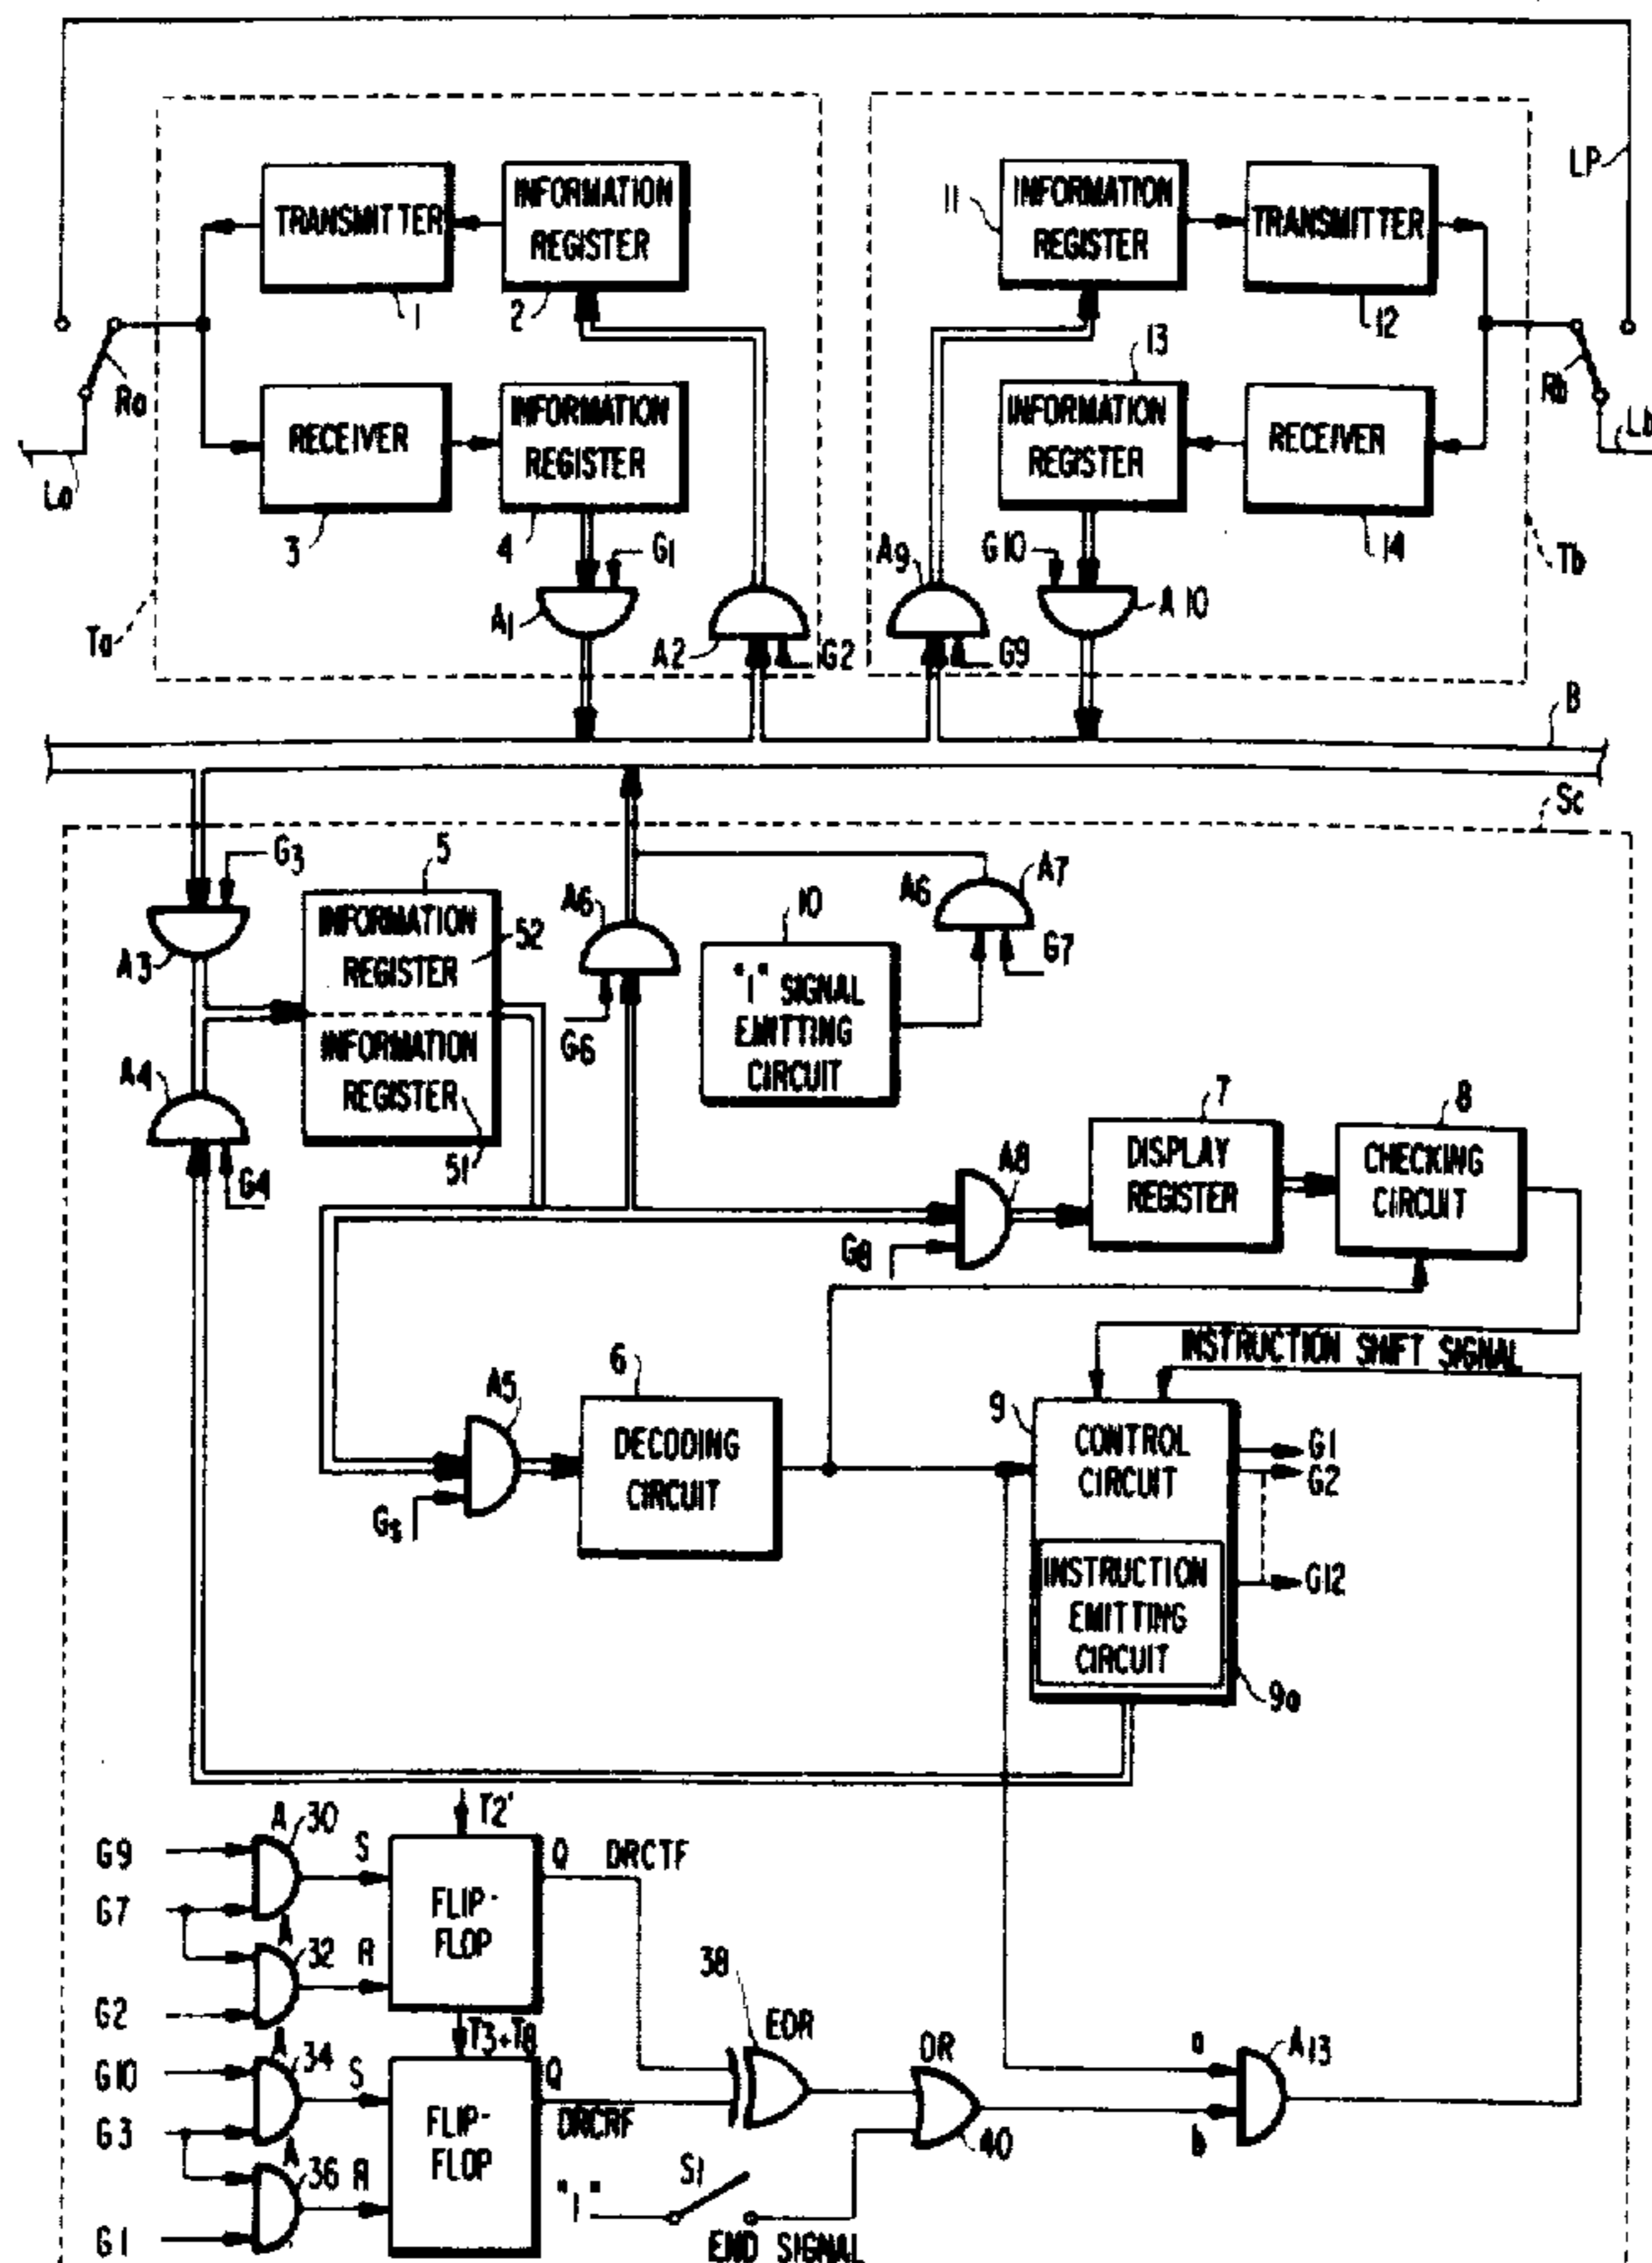 LP
TRANSMITTER
INFORMATION
REGISTER
1
2
11
INFORMATION
REGISTER
TRANSMITTER
12
Ra
La
RECEIVER
INFORMATION
REGISTER
3
4
G1
A1
A2
G2
Ta
13
INFORMATION
REGISTER
RECEIVER
14
Rb
Lb
Tb
A9
G10
A10
G9
B
Sc
G3
A3
5
INFORMATION
REGISTER
52
INFORMATION
REGISTER
51
A4
G4
A6
G6
10
"1" SIGNAL
EMITTING
CIRCUIT
A6
A7
G7
A8
G8
7
DISPLAY
REGISTER
8
CHECKING
CIRCUIT
INSTRUCTION SHIFT SIGNAL
A5
6
DECODING
CIRCUIT
9
CONTROL
CIRCUIT
G1
G2
G12
INSTRUCTION
EMITTING
CIRCUIT
9a
T2'
G9
A
30
S
G7
A
32
R
G2
FLIP-
FLOP
Q
DRCTF
T3+T8
G10
A
34
S
G3
A
36
R
G1
FLIP-
FLOP
Q
DRCRF
38
EOR
OR
40
a
b
A13
"1"
S1
END SIGNAL